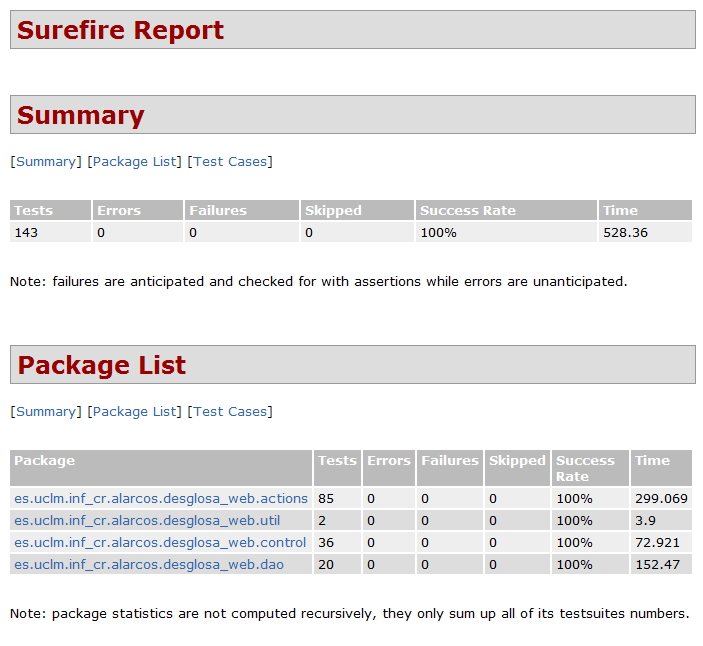 Surefire Report
Summary
[Summary] [Package List] [Test Cases]
Tests Errors Failures Skipped Success Rate Time
143 0 0 0 100% 528.36
Note: failures are anticipated and checked for with assertions while errors are unanticipated.
Package List
[Summary] [Package List] [Test Cases]
Package Tests Errors Failures Skipped Success Rate Time
es.uclm.inf_cr.alarcos.desglosa_web.actions 85 0 0 0 100% 299.069
es.uclm.inf_cr.alarcos.desglosa_web.util 2 0 0 0 100% 3.9
es.uclm.inf_cr.alarcos.desglosa_web.control 36 0 0 0 100% 72.921
es.uclm.inf_cr.alarcos.desglosa_web.dao 20 0 0 0 100% 152.47
Note: package statistics are not computed recursively, they only sum up all of its testsuites numbers.